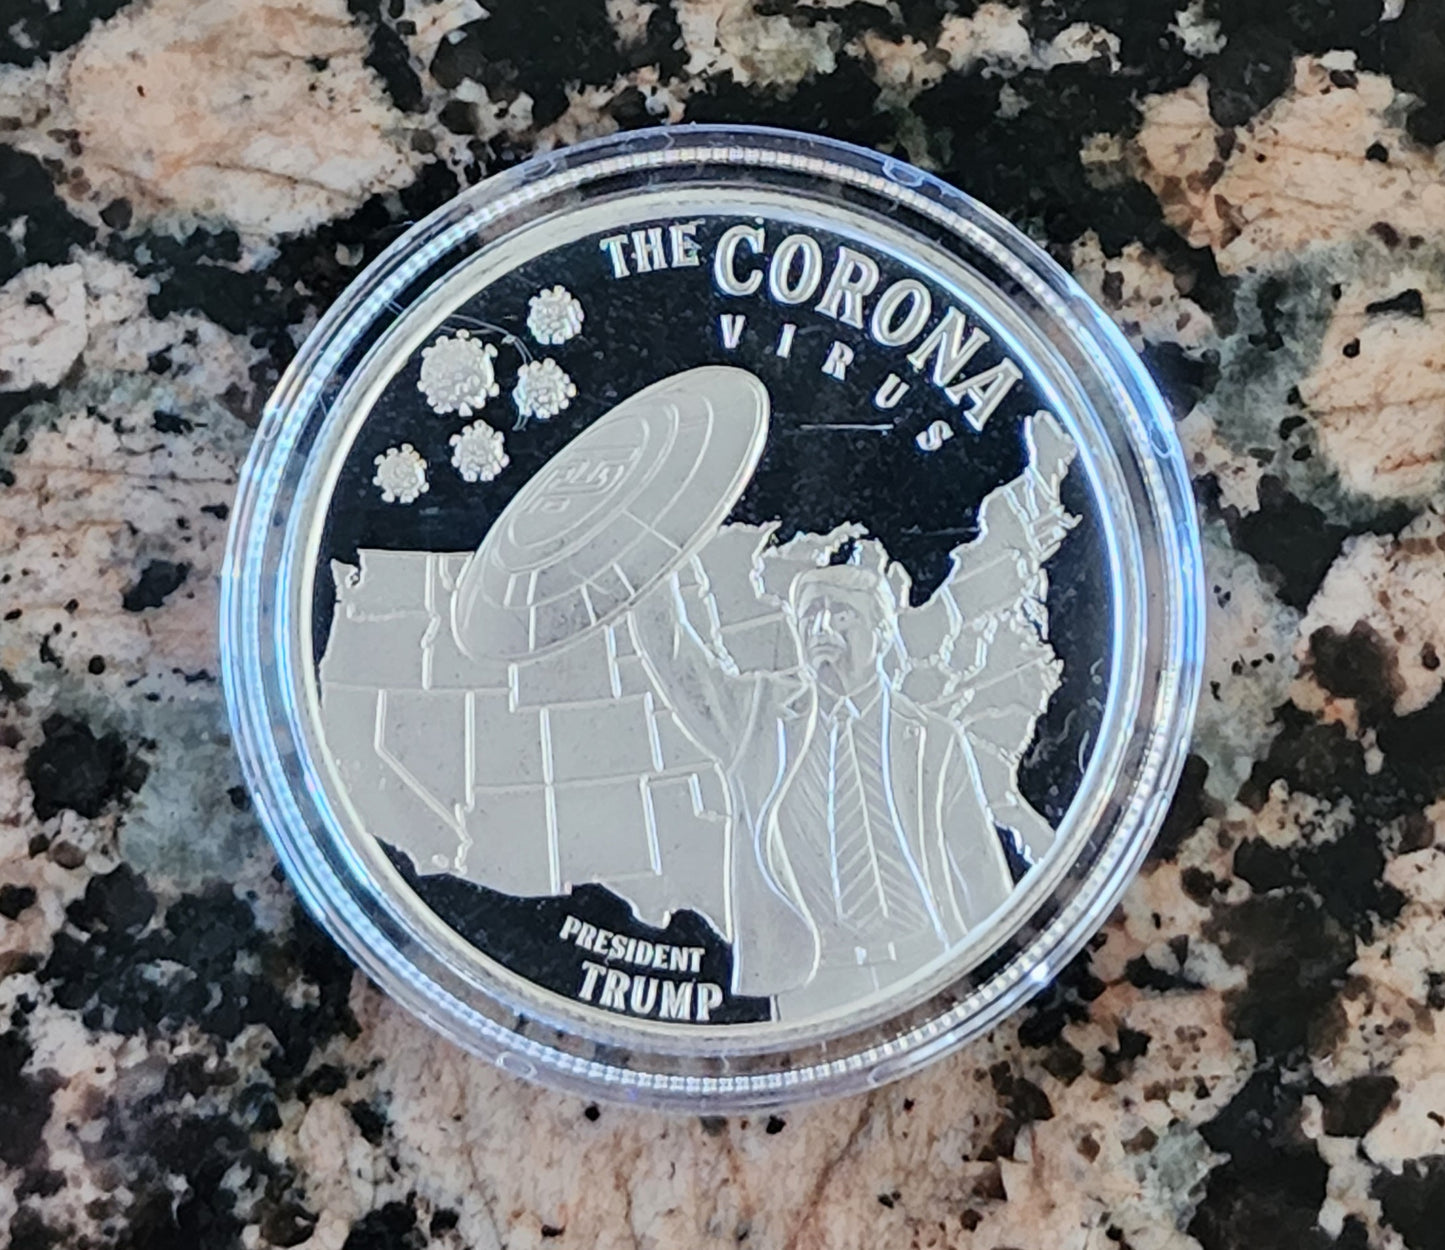 THE CORONA
VIRUS
PRESIDENT
TRUMP